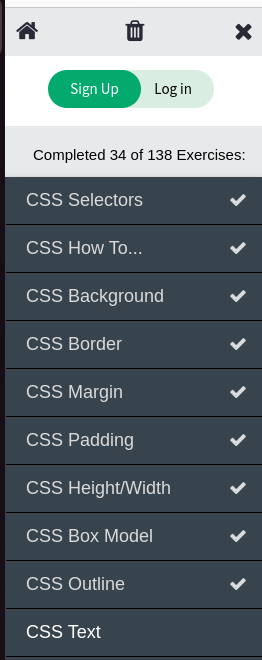 Sign Up Log in
Completed 34 of 138 Exercises:
CSS Selectors
CSS How To...
CSS Background
CSS Border
CSS Margin
CSS Padding
CSS Height/Width
CSS Box Model
CSS Outline
CSS Text